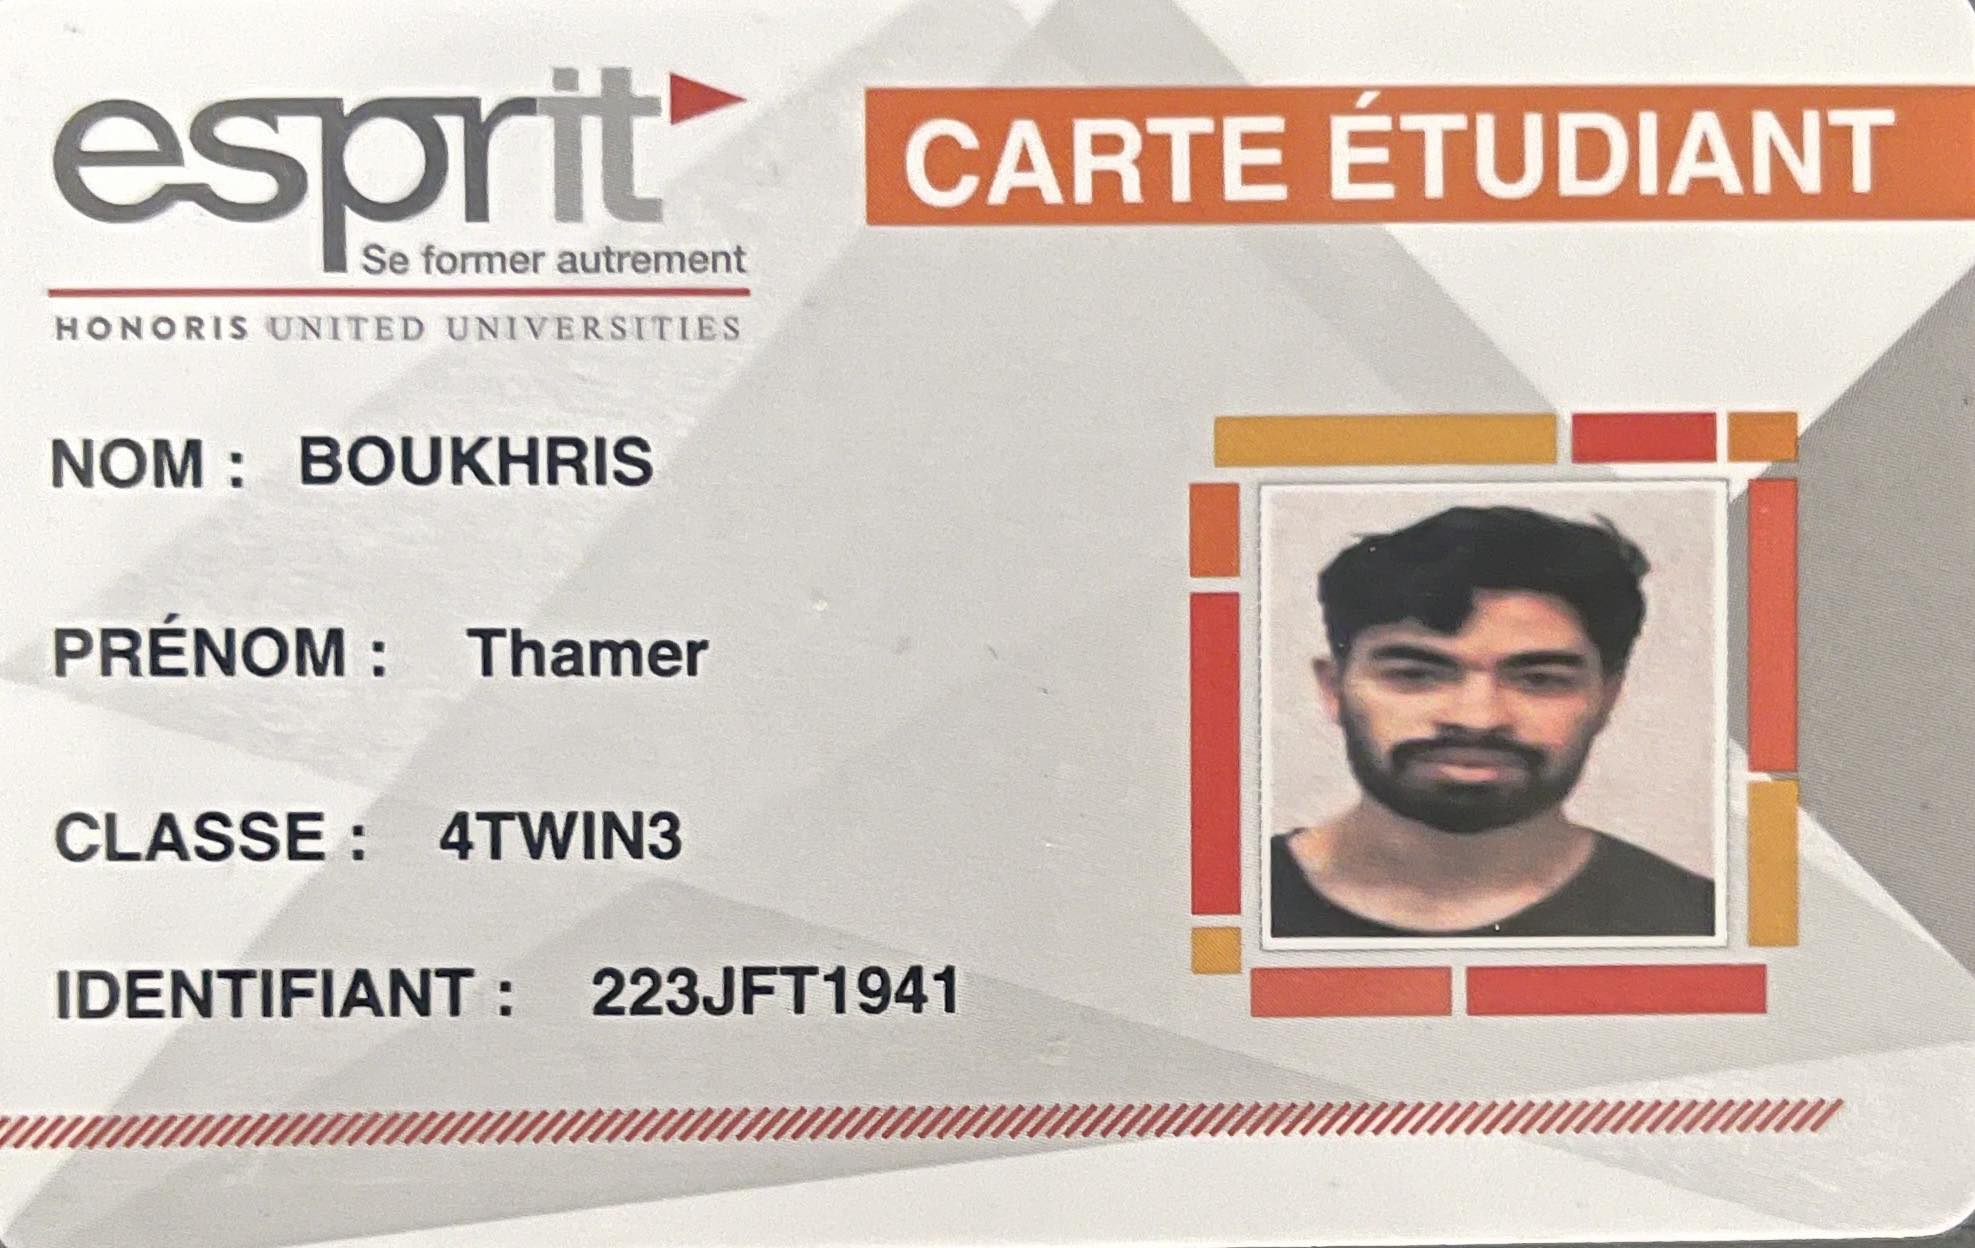 esprit
Se former autrement
HONORIS UNITED UNIVERSITIES
CARTE ÉTUDIANT
NOM : BOUKHRIS
PRÉNOM : Thamer
CLASSE : 4TWIN3
IDENTIFIANT : 223JFT1941